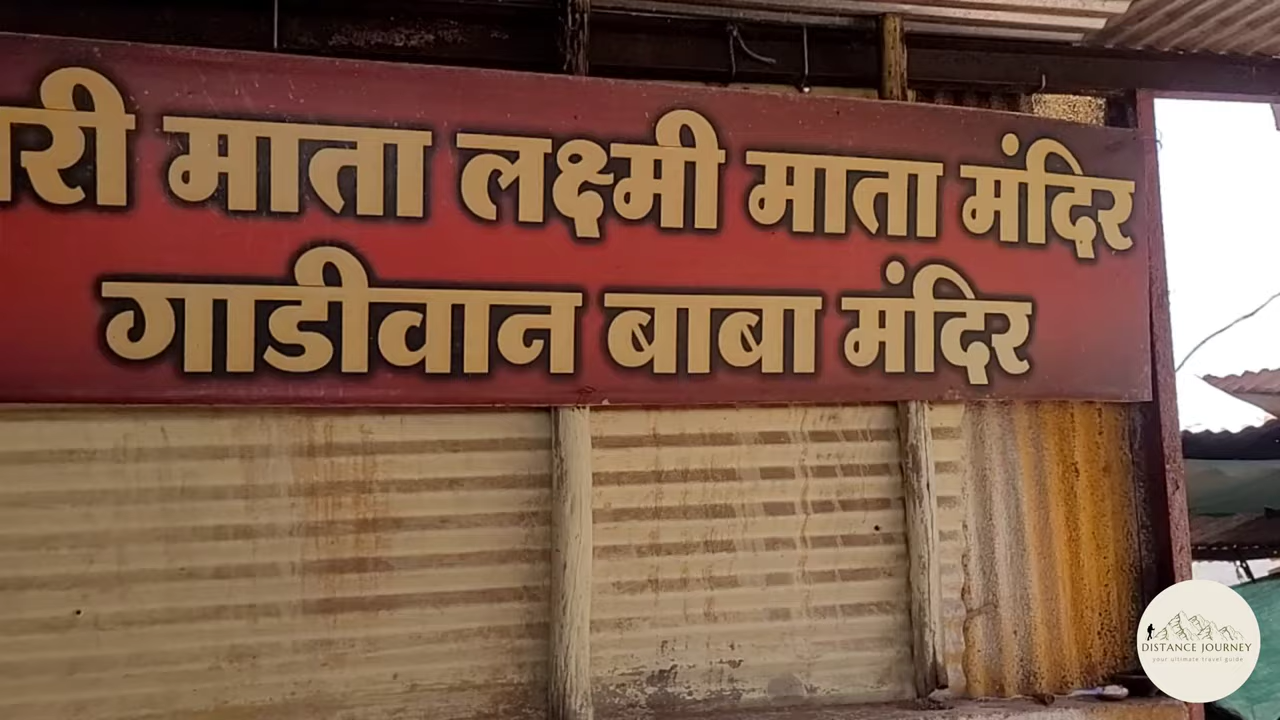 री माता लक्ष्मी माता मंदिर
गाडीवान बाबा मंदिर
DISTANCE JOURNEY
your ultimate travel guide